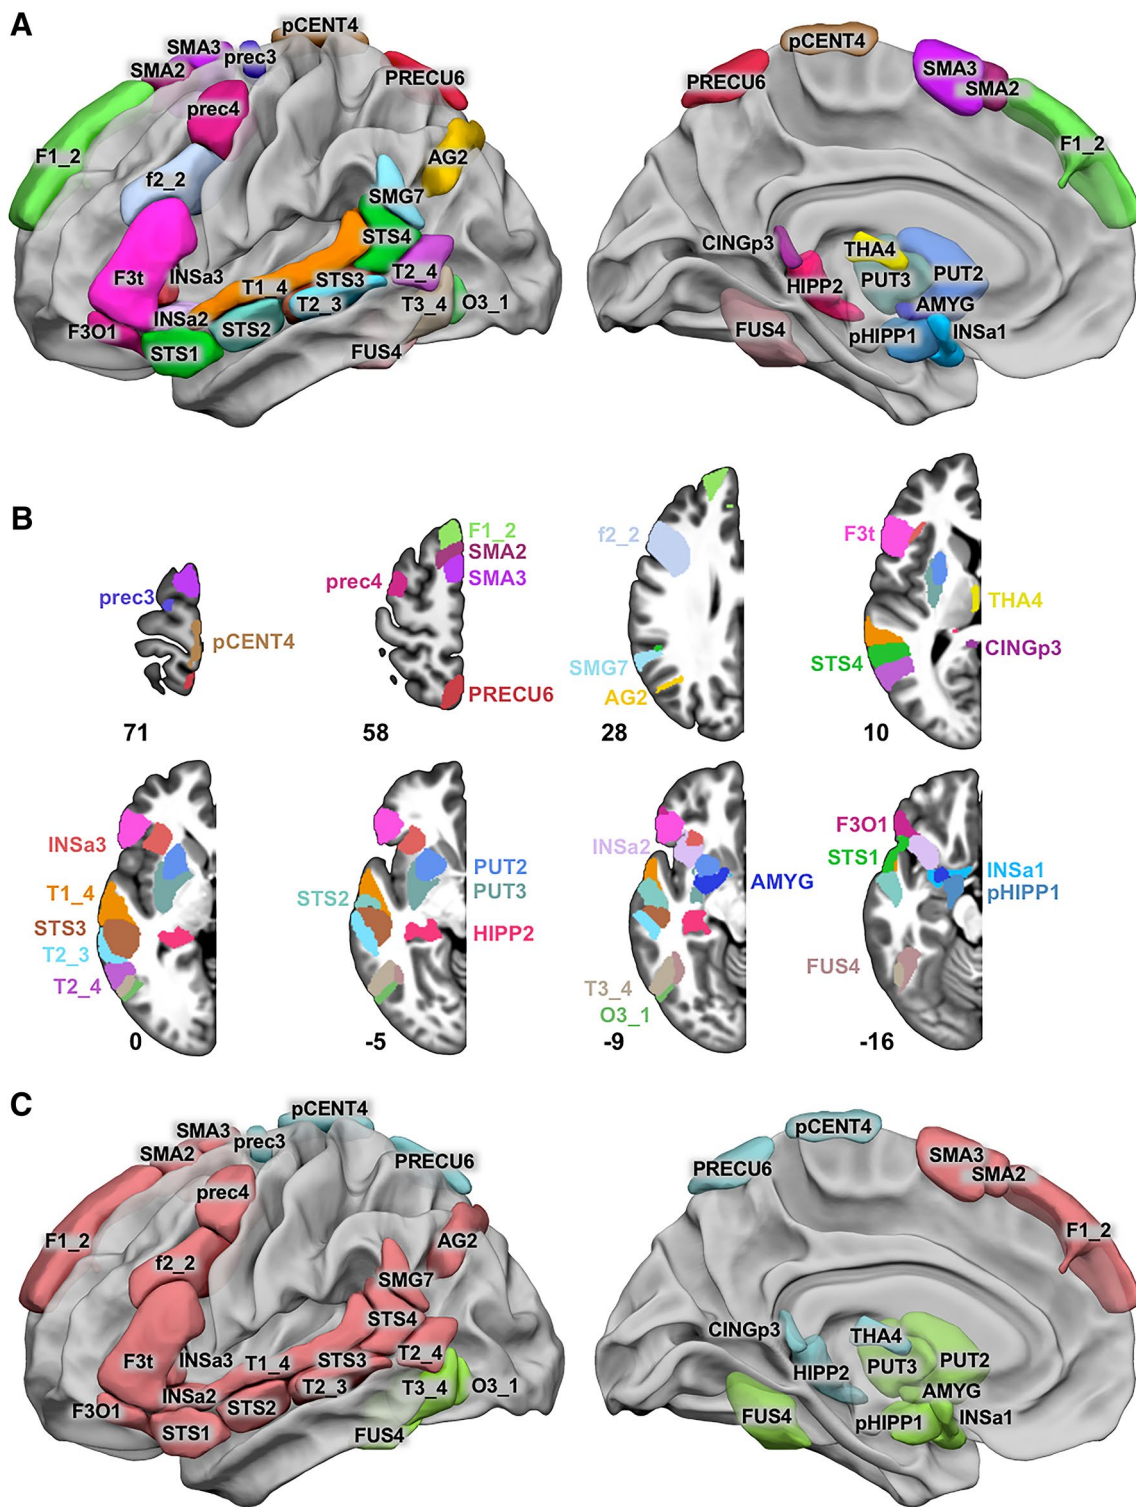 A
pCENT4
SMA3
prec3
SMA2
PRECU6
prec4
F1_2
AG2
f2_2
SMG7
STS4
F3t
INSa3
T2_4
T1_4
STS3
T2_3
T3_4
O3_1
INSa2
F3O1
STS2
STS1
FUS4
pCENT4
PRECU6
SMA3
SMA2
F1_2
CINGp3
THA4
PUT3
PUT2
HIPP2
AMYG
FUS4
pHIPP1
INSa1
B
prec3
pCENT4
71
F1_2
SMA2
SMA3
prec4
PRECU6
58
f2_2
SMG7
AG2
28
F3t
THA4
STS4
CINGp3
10
INSa3
T1_4
STS3
T2_3
T2_4
0
PUT2
STS2
PUT3
HIPP2
-5
INSa2
AMYG
T3_4
O3_1
-9
F3O1
STS1
INSa1
pHIPP1
FUS4
-16
C
pCENT4
SMA3
prec3
SMA2
PRECU6
prec4
F1_2
AG2
f2_2
SMG7
STS4
F3t
INSa3
T1_4
STS3
T2_4
T2_3
T3_4
O3_1
INSa2
F3O1
STS2
STS1
FUS4
pCENT4
PRECU6
SMA3
SMA2
F1_2
CINGp3
THA4
PUT3
PUT2
HIPP2
AMYG
FUS4
pHIPP1
INSa1